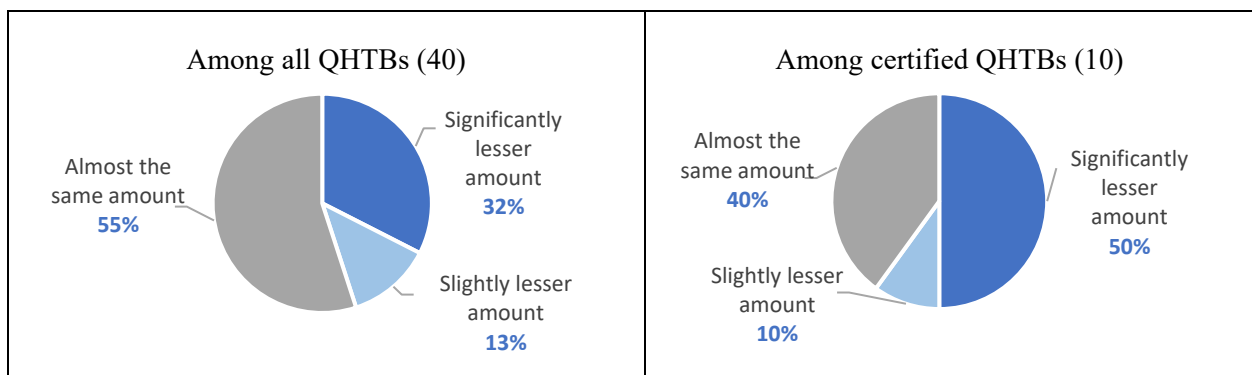 Among all QHTBs (40)
Significantly
lesser
amount
32%
Slightly lesser
amount
13%
Almost the
same amount
55%
Among certified QHTBs (10)
Significantly
lesser
amount
50%
Slightly lesser
amount
10%
Almost the
same amount
40%